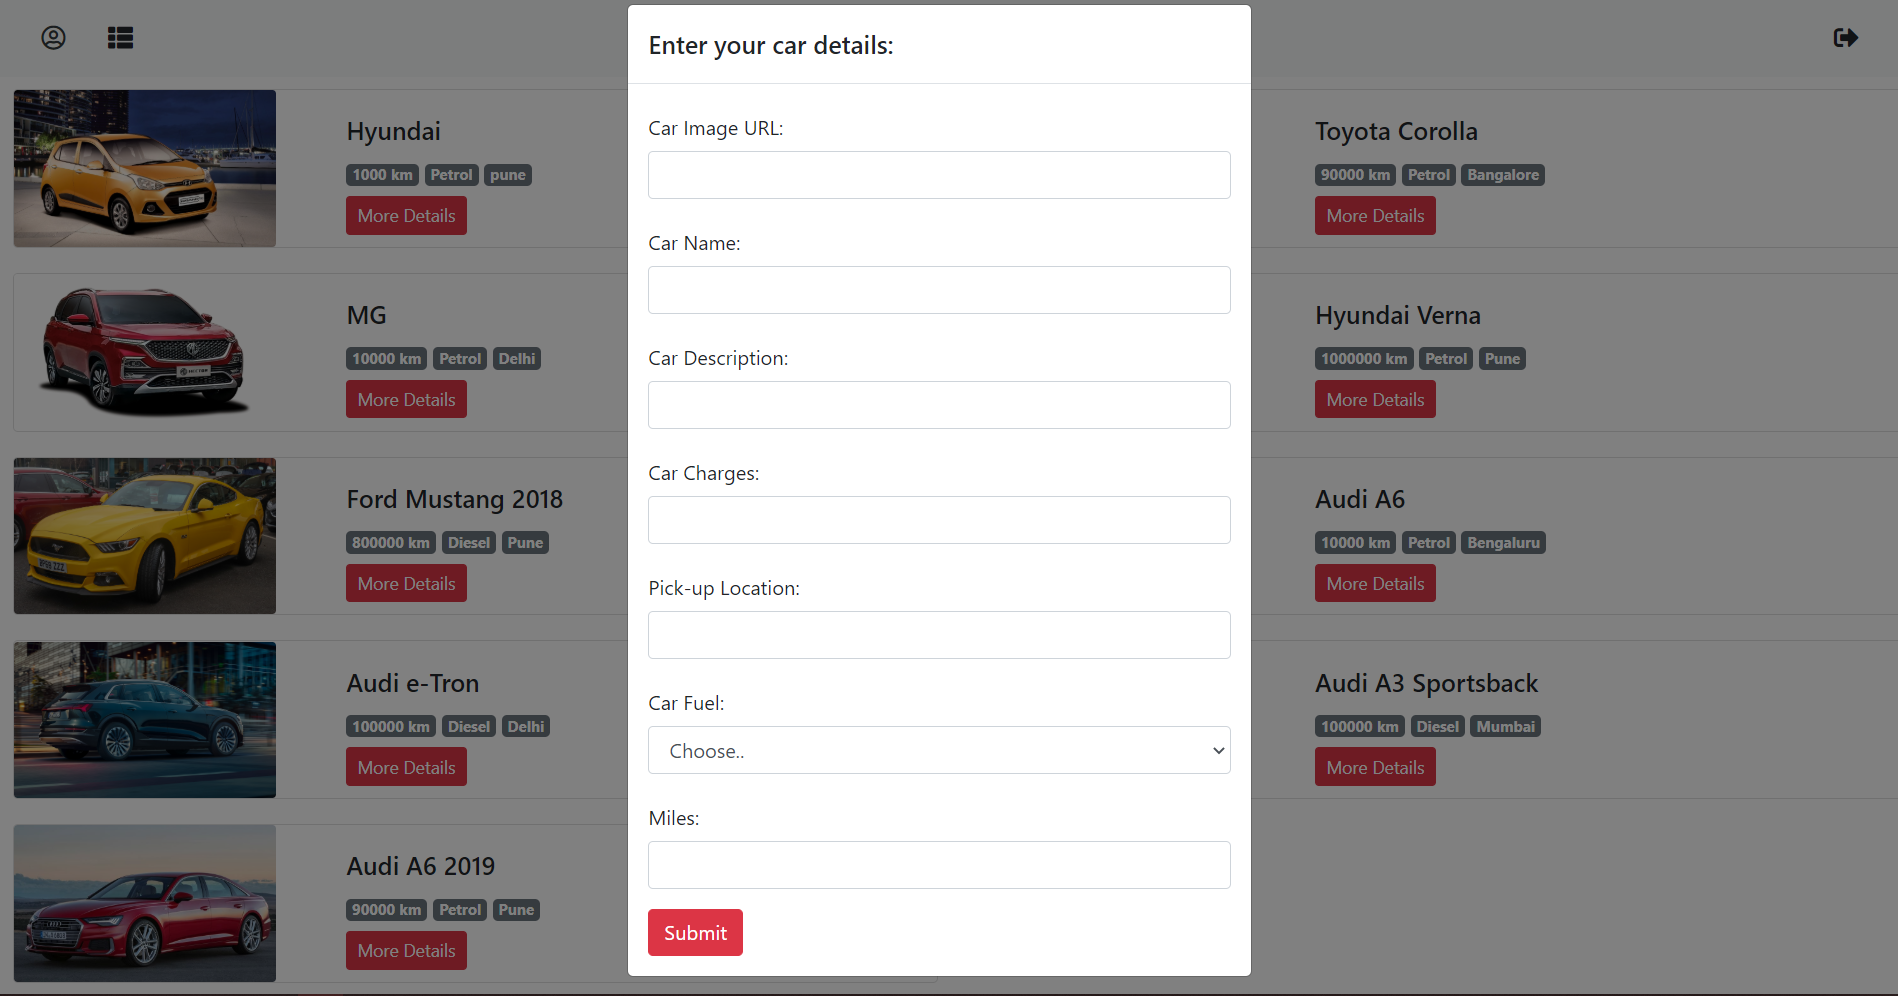 Enter your car details:
Car Image URL:
Car Name:
Car Description:
Car Charges:
Pick-up Location:
Car Fuel:
Choose..
Miles:
Submit
Hyundai
1000 km Petrol pune
More Details
MG
10000 km Petrol Delhi
More Details
Ford Mustang 2018
800000 km Diesel Pune
More Details
Audi e-Tron
100000 km Diesel Delhi
More Details
Audi A6 2019
90000 km Petrol Pune
More Details
Toyota Corolla
90000 km Petrol Bangalore
More Details
Hyundai Verna
1000000 km Petrol Pune
More Details
Audi A6
10000 km Petrol Bengaluru
More Details
Audi A3 Sportsback
100000 km Diesel Mumbai
More Details